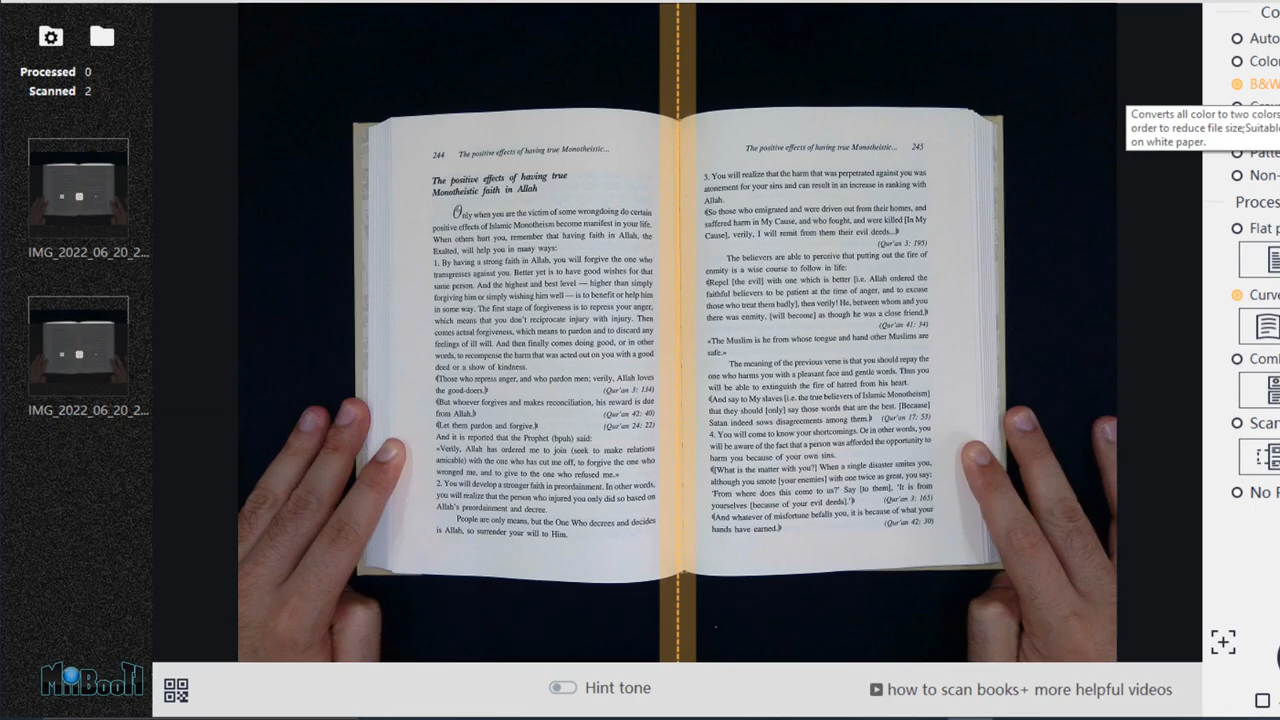 Processed 0
Scanned 2
IMG_2022_06_20_2...
IMG_2022_06_20_2...
MiiBooTi
244 The positive effects of having true Monotheistic...
The positive effects of having true
Monotheistic faith in Allah
Only when you are the victim of some wrongdoing do certain
positive effects of Islamic Monotheism become manifest in your life.
When others hurt you, remember that having faith in Allah, the
Exalted, will help you in many ways:
1. By having a strong faith in Allah, you will forgive the one who
transgresses against you. Better yet is to have good wishes for that
same person. And the highest and best level — higher than simply
forgiving him or simply wishing him well — is to benefit or help him
in some way. The first stage of forgiveness is to repress your anger,
which means that you don't reciprocate injury with injury. Then
comes actual forgiveness, which means to pardon and to discard any
feelings of ill will. And then finally comes doing good, or in other
words, to recompense the harm that was acted out on you with a good
deed or a show of kindness.
﴾Those who repress anger, and who pardon men; verily, Allah loves
the good-doers.﴿ (Qur'an 3: 134)
﴾But whoever forgives and makes reconciliation, his reward is due
from Allah.﴿ (Qur'an 42: 40)
﴾Let them pardon and forgive.﴿ (Qur'an 24: 22)
And it is reported that the Prophet (bpuh) said:
«Verily, Allah has ordered me to join (seek to make relations
amicable) with the one who has cut me off, to forgive the one who
wronged me, and to give to the one who refused me.»
2. You will develop a stronger faith in preordainment. In other words,
you will realize that the person who injured you only did so based on
Allah's preordainment and decree.
People are only means, but the One Who decrees and decides
is Allah, so surrender your will to Him.
The positive effects of having true Monotheistic... 245
3. You will realize that the harm that was perpetrated against you was
atonement for your sins and can result in an increase in ranking with
Allah.
﴾So those who emigrated and were driven out from their homes, and
suffered harm in My Cause, and who fought, and were killed [In My
Cause], verily, I will remit from them their evil deeds...﴿
(Qur'an 3: 195)
The believers are able to perceive that putting out the fire of
enmity is a wise course to follow in life:
﴾Repel [the evil] with one which is better [i.e. Allah ordered the
faithful believers to be patient at the time of anger, and to excuse
those who treat them badly], then verily! He, between whom and you
there was enmity, [will become] as though he was a close friend.﴿
(Qur'an 41: 34)
«The Muslim is he from whose tongue and hand other Muslims are
safe.»
The meaning of the previous verse is that you should repay the
one who harms you with a pleasant face and gentle words. Thus you
will be able to extinguish the fire of hatred from his heart.
﴾And say to My slaves [i.e. the true believers of Islamic Monotheism]
that they should [only] say those words that are the best. [Because]
Satan indeed sows disagreements among them.﴿ (Qur'an 17: 53)
4. You will come to know your shortcomings. Or in other words, you
will be aware of the fact that a person was afforded the opportunity to
harm you because of your own sins.
﴾[What is the matter with you?] When a single disaster smites you,
although you smote [your enemies] with one twice as great, you say:
'From where does this come to us?' Say [to them], 'It is from
yourselves [because of your evil deeds].'﴿ (Qur'an 3: 165)
﴾And whatever of misfortune befalls you, it is because of what your
hands have earned.﴿ (Qur'an 42: 30)
Co
Auto
Color
B&W
Converts all color to two colors
order to reduce file size;Suitable
on white paper.
Patte
Non-
Proces
Flat p
Curve
Comb
Scan
No P
Hint tone
how to scan books+ more helpful videos